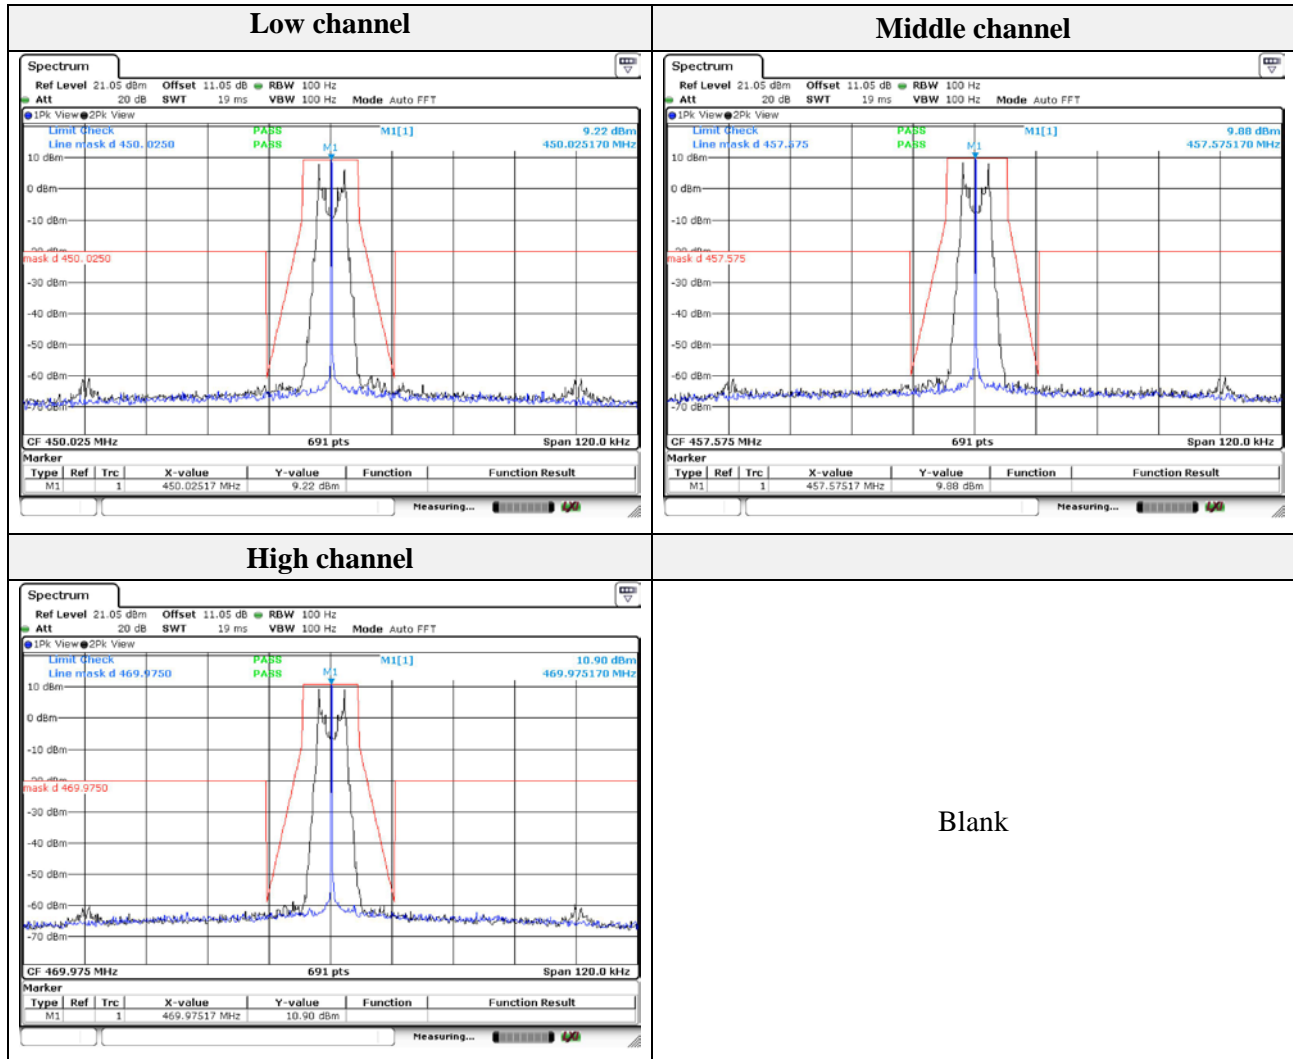 Low channel
Middle channel
Spectrum
Ref Level 21.05 dBm Offset 11.05 dB RBW 100 Hz
Att 20 dB SWT 19 ms VBW 100 Hz Mode Auto FFT
1Pk View 2Pk View
Limit Check PASS M1[1] 9.22 dBm
Line mask d 450. 0250 PASS 450.025170 MHz
M1
10 dBm
0 dBm
-10 dBm
-20 dBm
mask d 450. 0250
-30 dBm
-40 dBm
-50 dBm
-60 dBm
-70 dBm
CF 450.025 MHz 691 pts Span 120.0 kHz
Marker
Type Ref Trc X-value Y-value Function Function Result
M1 1 450.02517 MHz 9.22 dBm
Measuring...
Spectrum
Ref Level 21.05 dBm Offset 11.05 dB RBW 100 Hz
Att 20 dB SWT 19 ms VBW 100 Hz Mode Auto FFT
1Pk View 2Pk View
Limit Check PASS M1[1] 9.88 dBm
Line mask d 457.575 PASS 457.575170 MHz
M1
10 dBm
0 dBm
-10 dBm
-20 dBm
mask d 457.575
-30 dBm
-40 dBm
-50 dBm
-60 dBm
-70 dBm
CF 457.575 MHz 691 pts Span 120.0 kHz
Marker
Type Ref Trc X-value Y-value Function Function Result
M1 1 457.57517 MHz 9.88 dBm
Measuring...
High channel
Spectrum
Ref Level 21.05 dBm Offset 11.05 dB RBW 100 Hz
Att 20 dB SWT 19 ms VBW 100 Hz Mode Auto FFT
1Pk View 2Pk View
Limit Check PASS M1[1] 10.90 dBm
Line mask d 469.9750 PASS 469.975170 MHz
M1
10 dBm
0 dBm
-10 dBm
-20 dBm
mask d 469.9750
-30 dBm
-40 dBm
-50 dBm
-60 dBm
-70 dBm
CF 469.975 MHz 691 pts Span 120.0 kHz
Marker
Type Ref Trc X-value Y-value Function Function Result
M1 1 469.97517 MHz 10.90 dBm
Measuring...
Blank